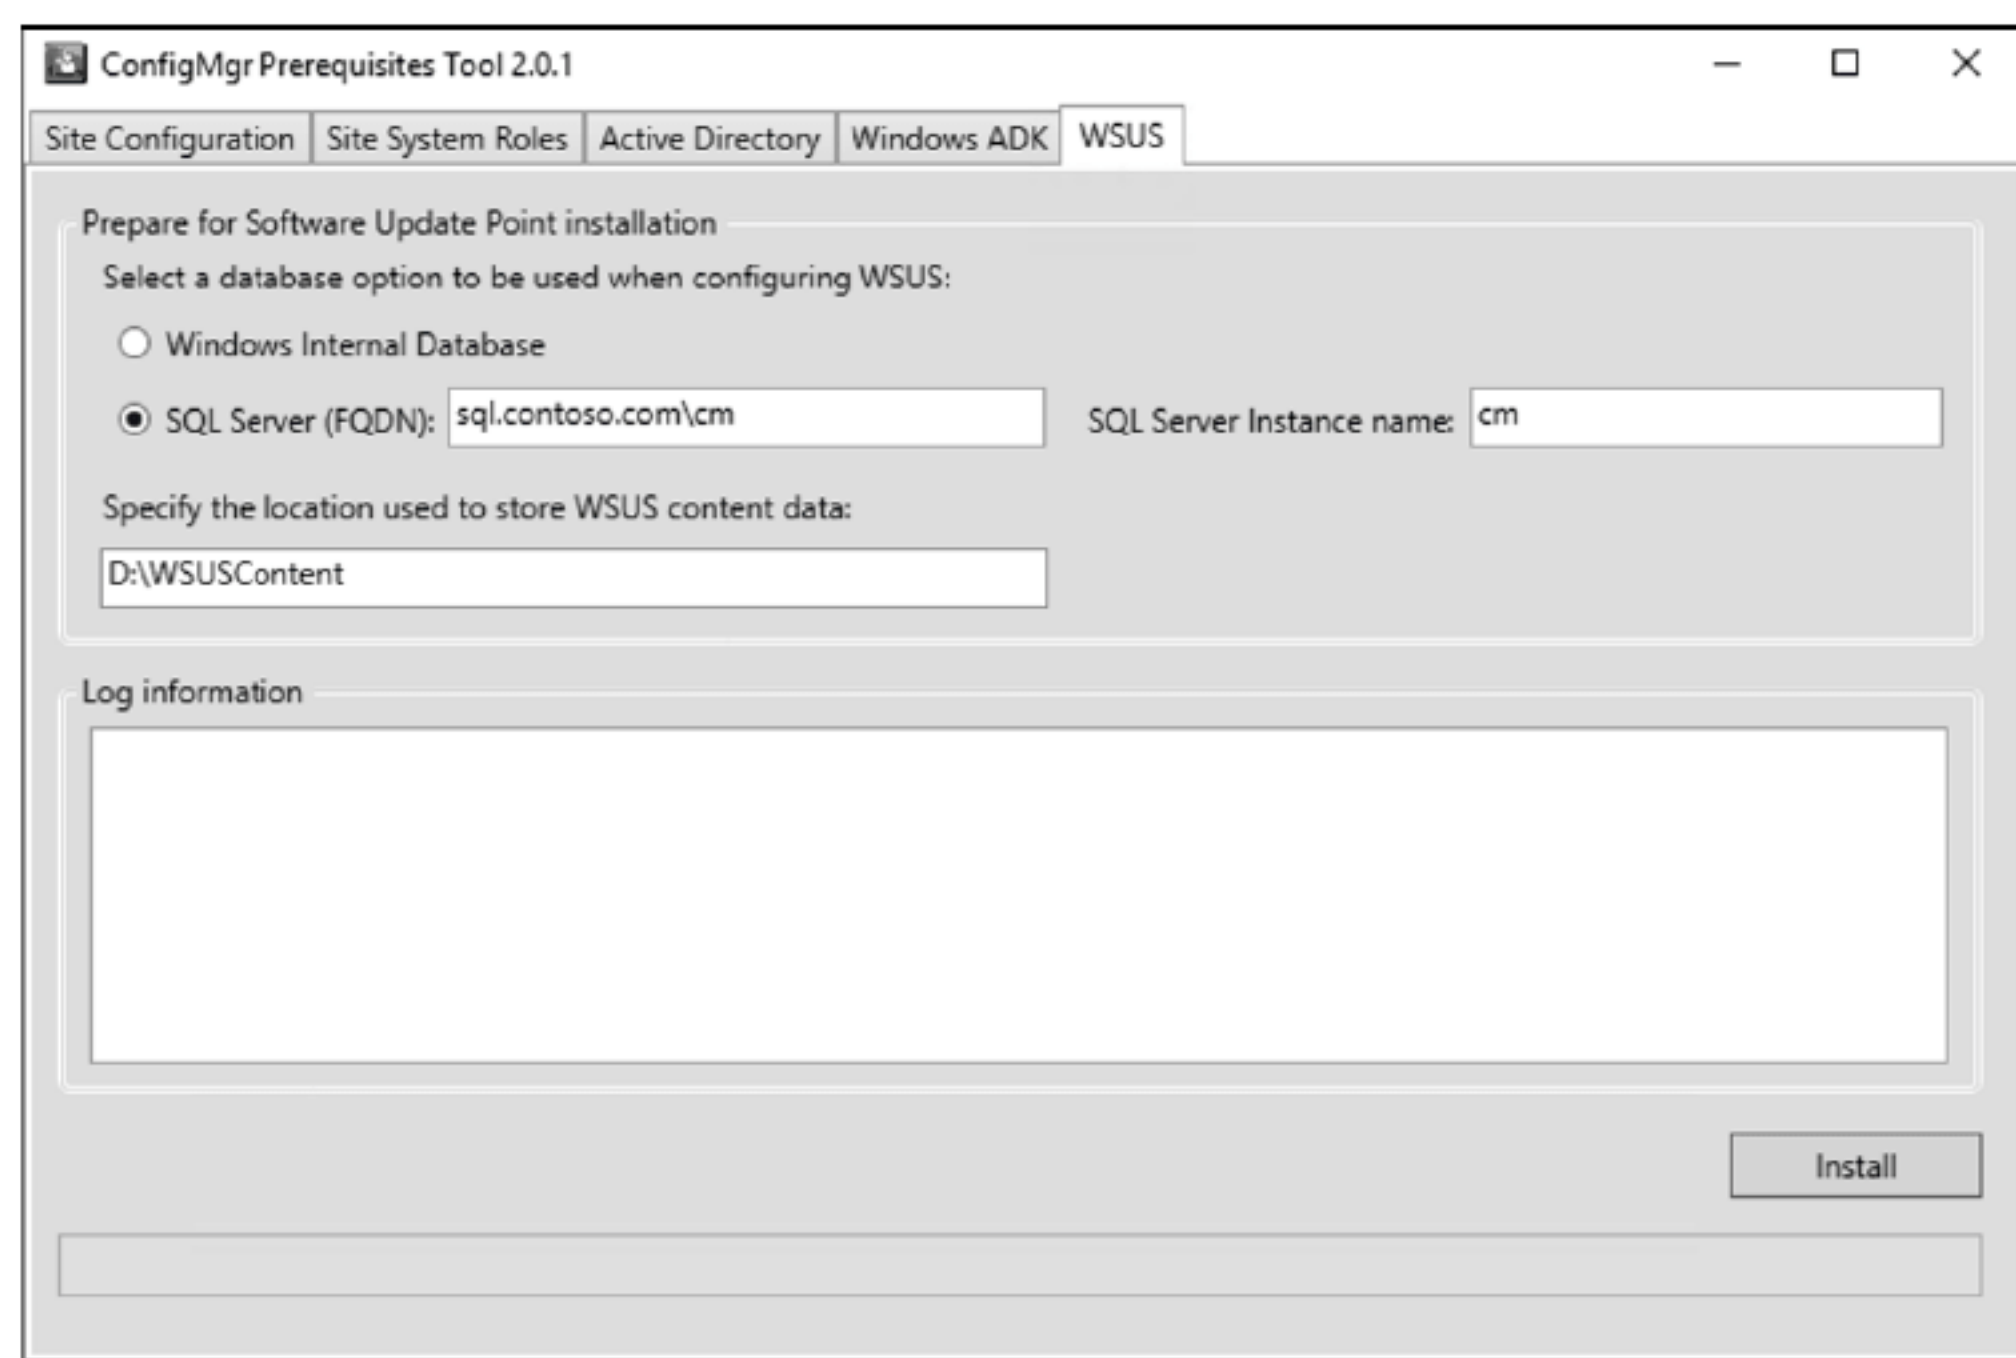 ConfigMgr Prerequisites Tool 2.0.1
Site Configuration Site System Roles Active Directory Windows ADK WSUS
Prepare for Software Update Point installation
Select a database option to be used when configuring WSUS:
Windows Internal Database
SQL Server (FQDN): sql.contoso.com\cm SQL Server Instance name: cm
Specify the location used to store WSUS content data:
D:\WSUSContent
Log information
Install